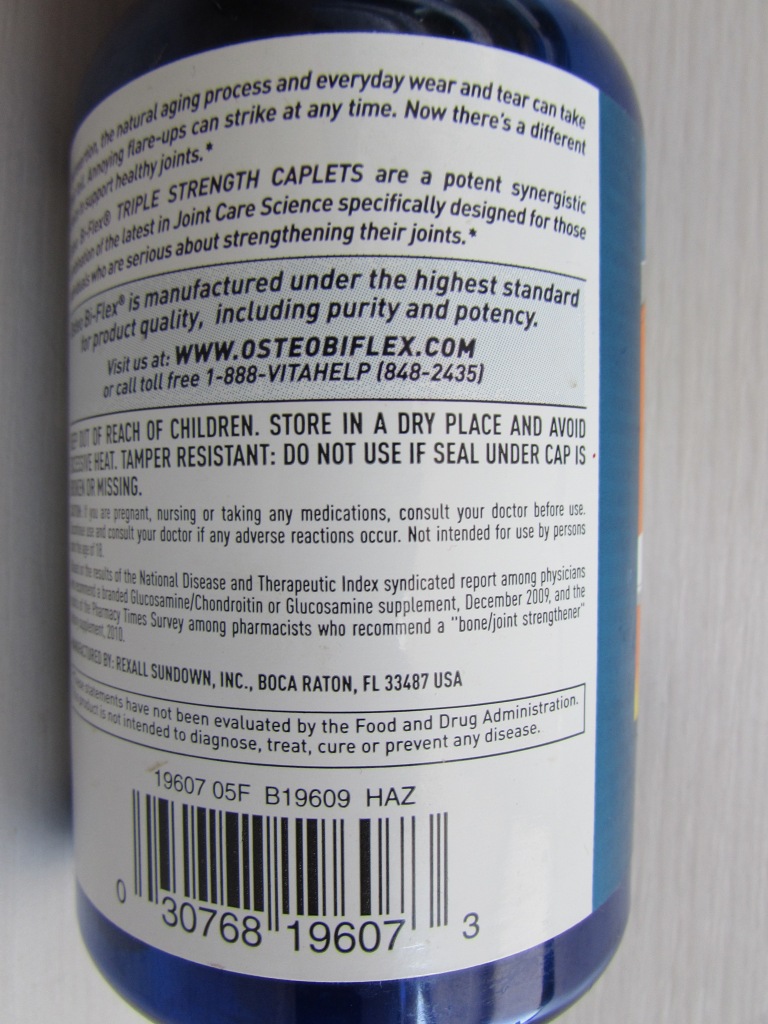 the natural aging process and everyday wear and tear can take
Annoying flare-ups can strike at any time. Now there's a different
support healthy joints.*
Bi-Flex® TRIPLE STRENGTH CAPLETS are a potent synergistic
of the latest in Joint Care Science specifically designed for those
who are serious about strengthening their joints.*
Bi-Flex® is manufactured under the highest standard
for product quality, including purity and potency.
Visit us at: WWW.OSTEOBIFLEX.COM
or call toll free 1-888-VITAHELP (848-2435)
OUT OF REACH OF CHILDREN. STORE IN A DRY PLACE AND AVOID
HEAT. TAMPER RESISTANT: DO NOT USE IF SEAL UNDER CAP IS
OR MISSING.
If you are pregnant, nursing or taking any medications, consult your doctor before use.
use and consult your doctor if any adverse reactions occur. Not intended for use by persons
age of 18.
the results of the National Disease and Therapeutic Index syndicated report among physicians
a branded Glucosamine/Chondroitin or Glucosamine supplement, December 2009, and the
of the Pharmacy Times Survey among pharmacists who recommend a "bone/joint strengthener"
supplement, 2010.
BY: REXALL SUNDOWN, INC., BOCA RATON, FL 33487 USA
statements have not been evaluated by the Food and Drug Administration.
is not intended to diagnose, treat, cure or prevent any disease.
19607 05F B19609 HAZ
0 30768 19607 3